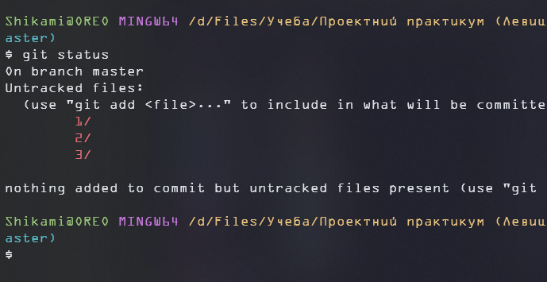 Shikami@OREO MINGW64 /d/Files/Учеба/Проектний практикум (Левиц
aster)
$ git status
On branch master
Untracked files:
(use "git add <file>..." to include in what will be committe
1/
2/
3/
nothing added to commit but untracked files present (use "git
Shikami@OREO MINGW64 /d/Files/Учеба/Проектний практикум (Левиц
aster)
$